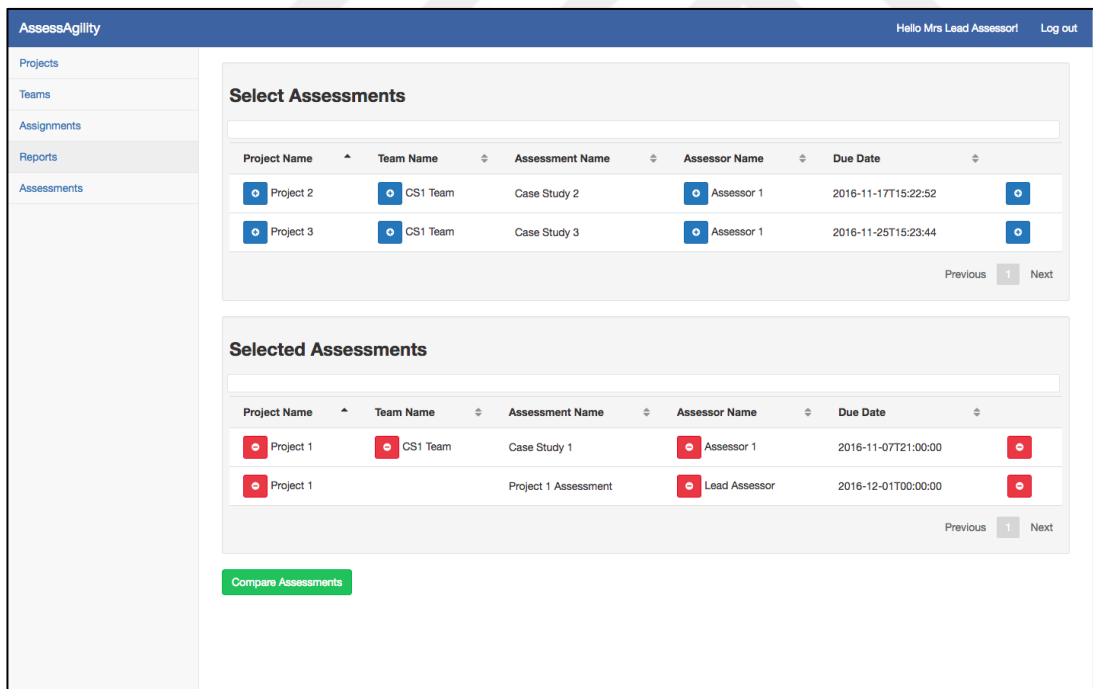 AssessAgility Hello Mrs Lead Assessor! Log out
Projects
Teams
Assignments
Reports
Assessments
Select Assessments
Project Name Team Name Assessment Name Assessor Name Due Date
Project 2 CS1 Team Case Study 2 Assessor 1 2016-11-17T15:22:52
Project 3 CS1 Team Case Study 3 Assessor 1 2016-11-25T15:23:44
Previous 1 Next
Selected Assessments
Project Name Team Name Assessment Name Assessor Name Due Date
Project 1 CS1 Team Case Study 1 Assessor 1 2016-11-07T21:00:00
Project 1 Project 1 Assessment Lead Assessor 2016-12-01T00:00:00
Previous 1 Next
Compare Assessments